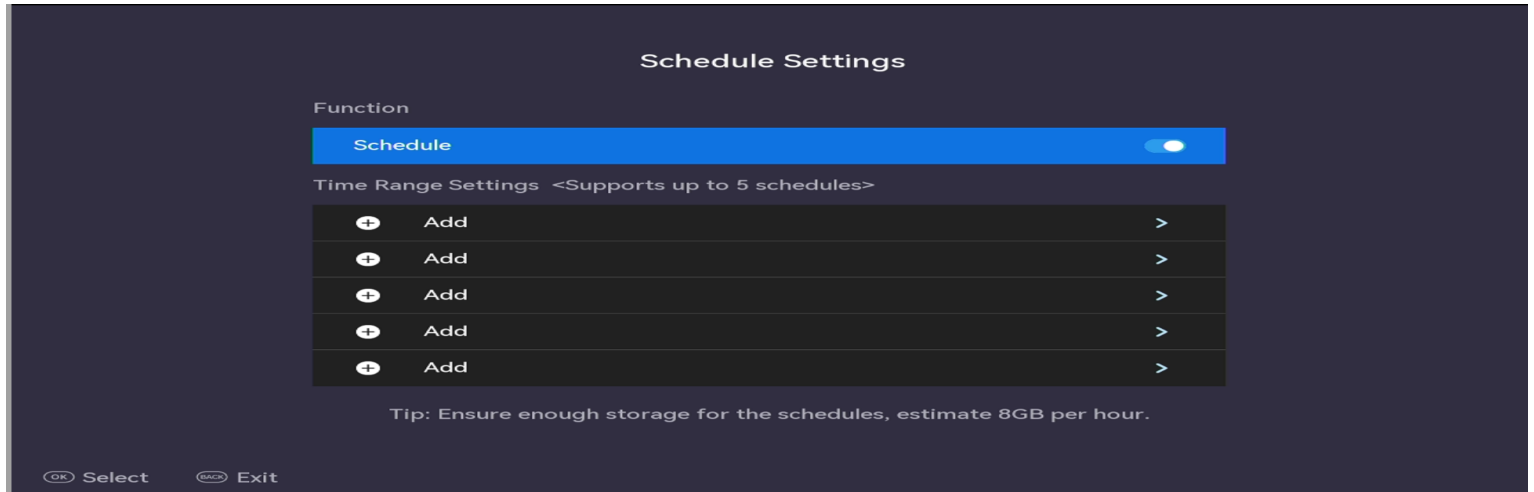 Schedule Settings
Function
Schedule
Time Range Settings <Supports up to 5 schedules>
Add >
Add >
Add >
Add >
Add >
Tip: Ensure enough storage for the schedules, estimate 8GB per hour.
OK Select BACK Exit